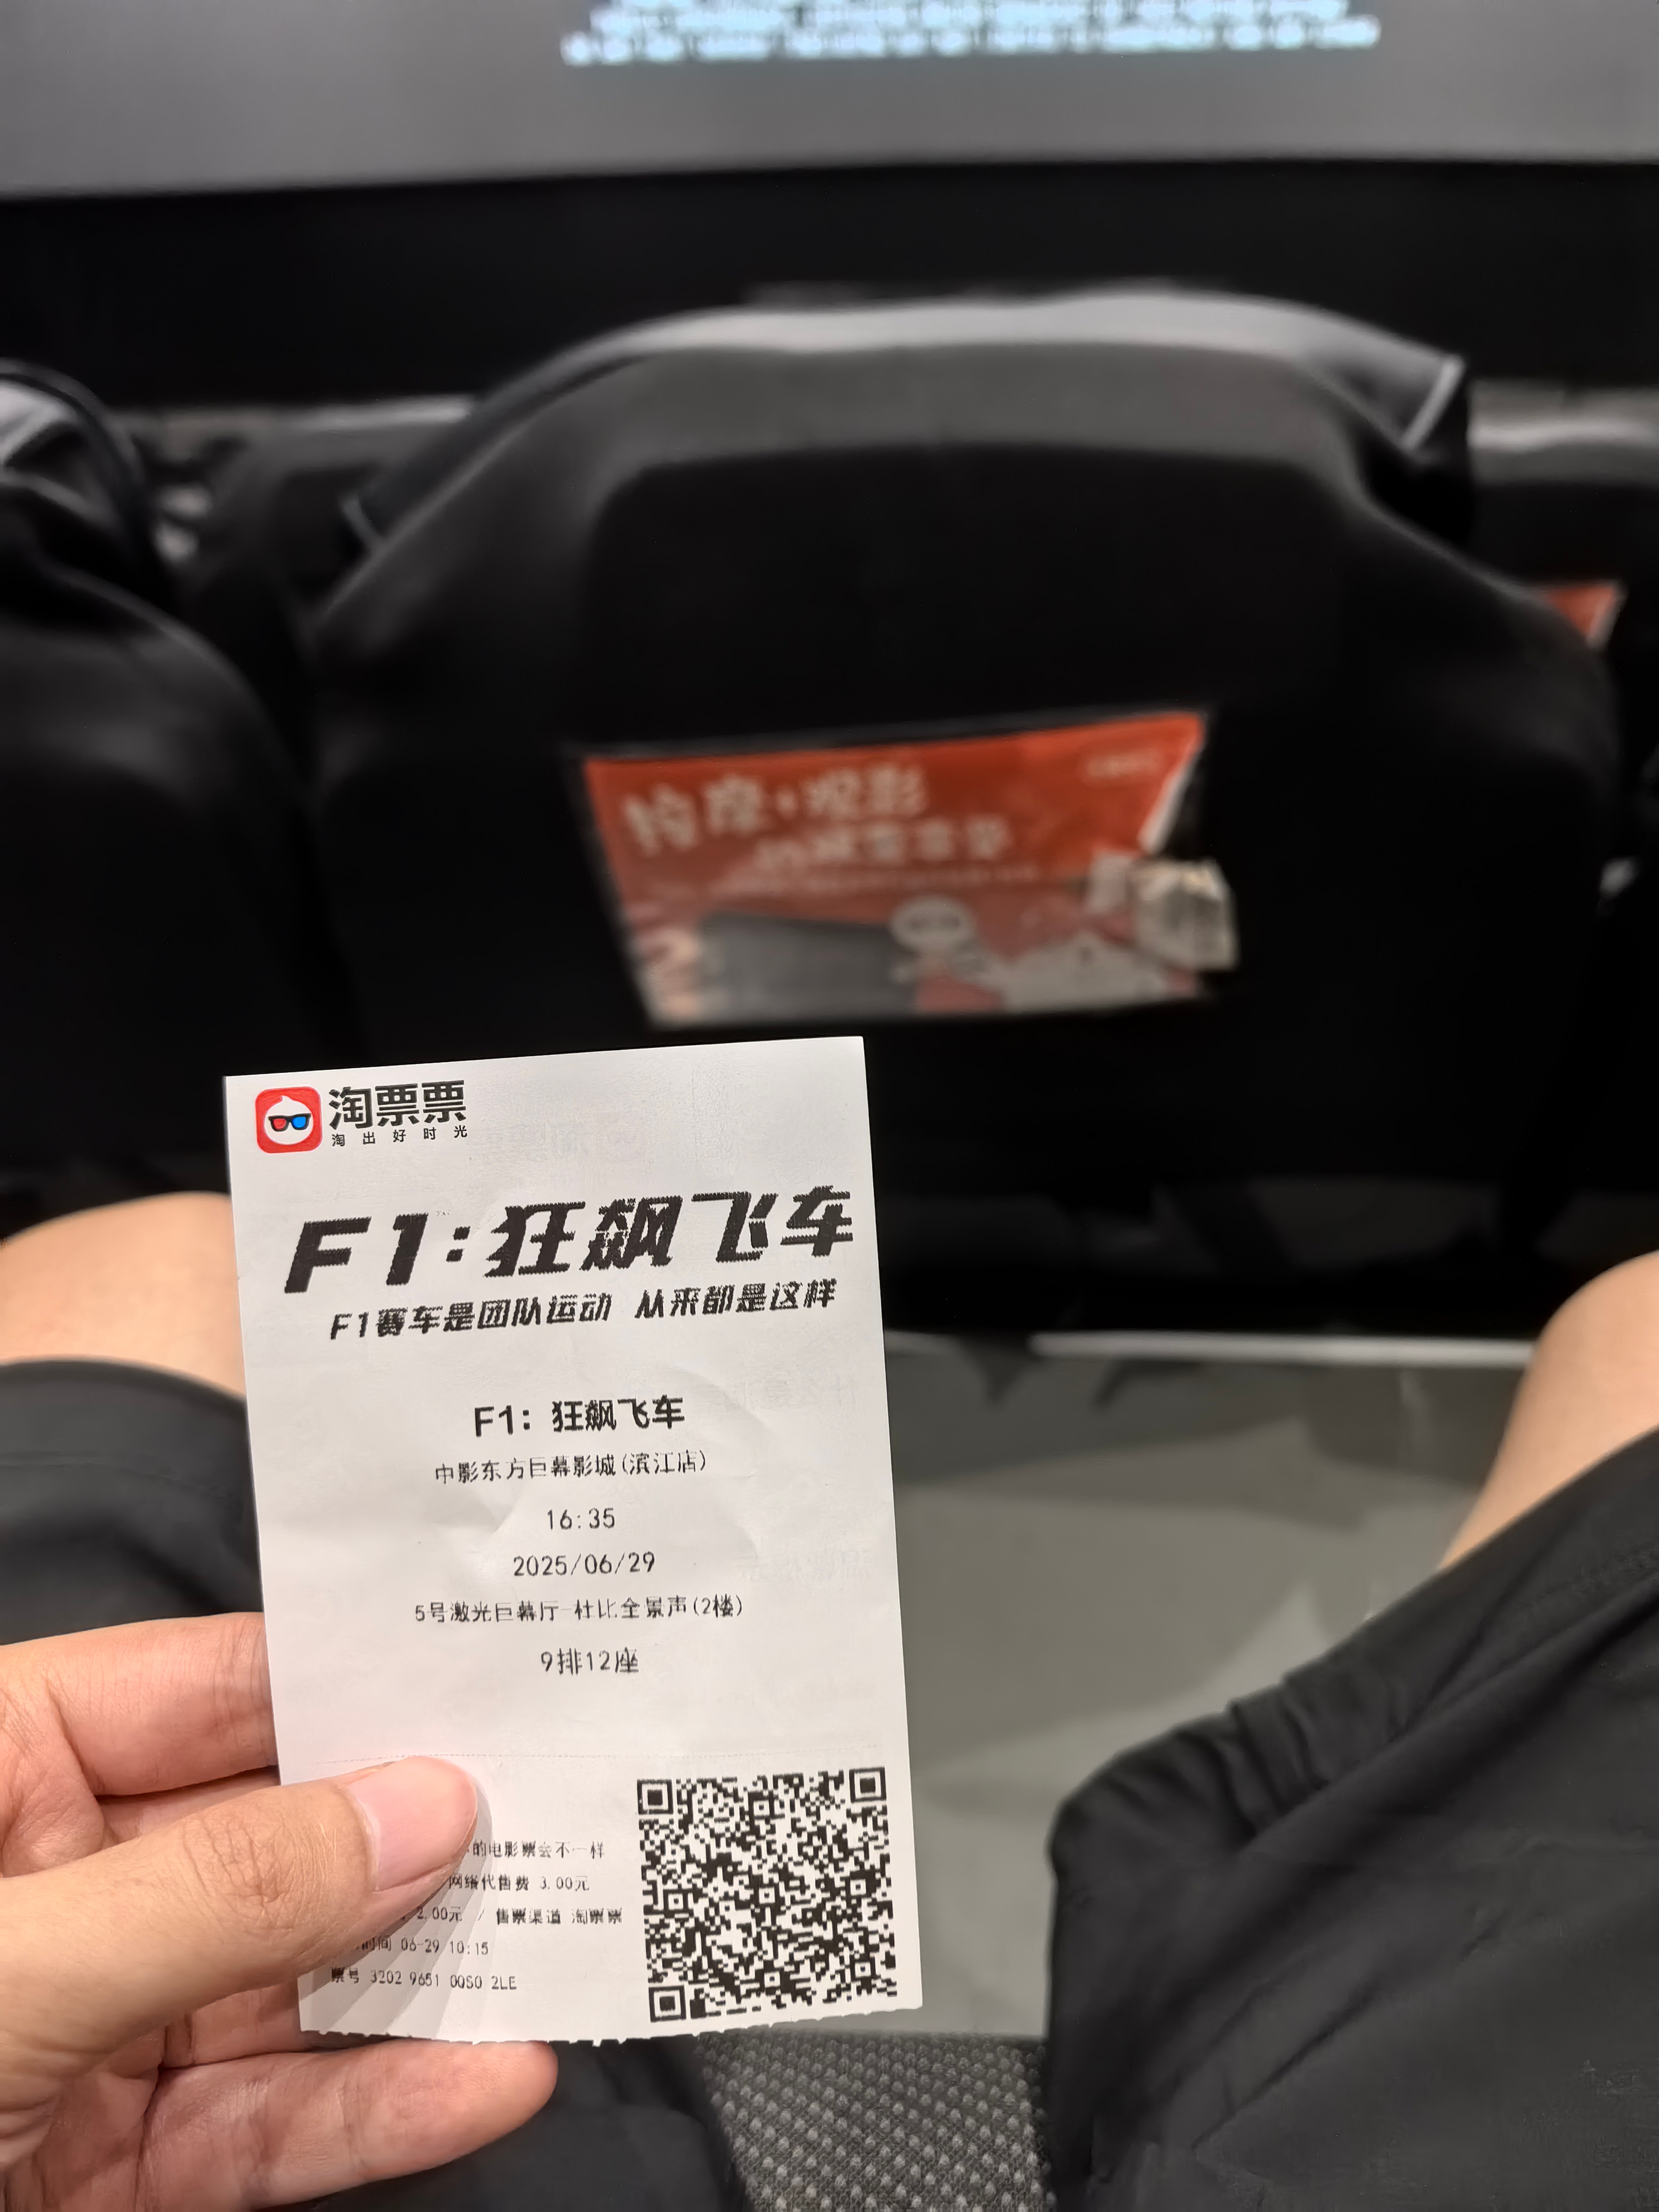 按摩+观影
淘票票
淘出好时光
F1:狂飙飞车
F1赛车是团队运动 从来都是这样
F1：狂飙飞车
中影东方巨幕影城(滨江店)
16:35
2025/06/29
5号激光巨幕厅-杜比全景声(2楼)
9排12座
的电影票会不一样
网络代售费 3.00元
2.00元 / 售票渠道 淘票票
时间 06-29 10:15
票号 3202 9651 00S0 2LE